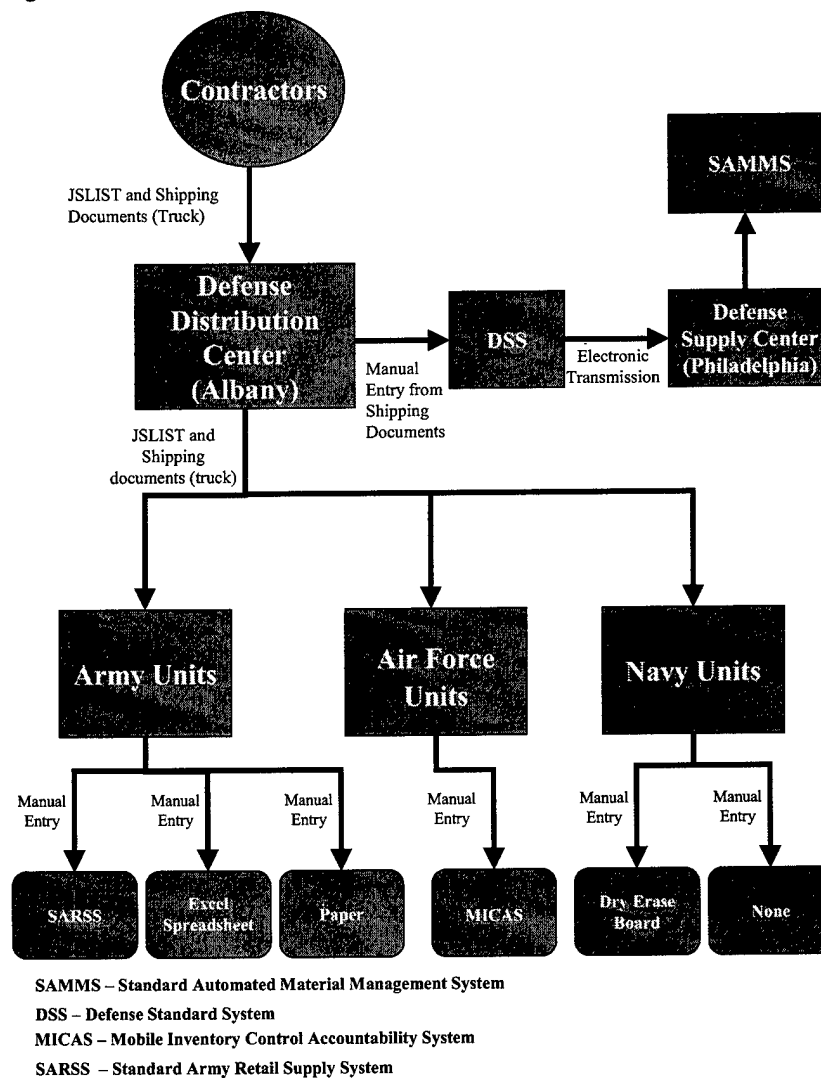 Contractors
SAMMS
JSLIST and Shipping
Documents (Truck)
Defense
Distribution
Center
(Albany)
DSS
Defense
Supply Center
(Philadelphia)
Manual
Entry from
Shipping
Documents
Electronic
Transmission
JSLIST and
Shipping
documents (truck)
Army Units
Air Force
Units
Navy Units
Manual
Entry
Manual
Entry
Manual
Entry
Manual
Entry
Manual
Entry
Manual
Entry
SARSS
Excel
Spreadsheet
Paper
MICAS
Dry Erase
Board
None
SAMMS – Standard Automated Material Management System
DSS – Defense Standard System
MICAS – Mobile Inventory Control Accountability System
SARSS – Standard Army Retail Supply System